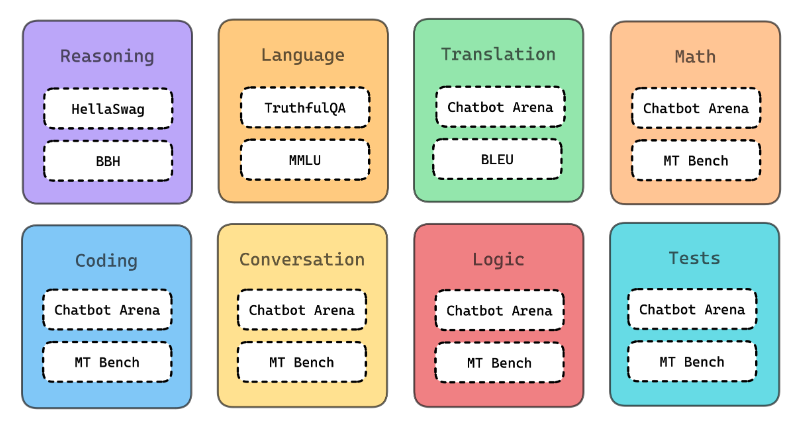 Reasoning
HellaSwag
BBH
Language
TruthfulQA
MMLU
Translation
Chatbot Arena
BLEU
Math
Chatbot Arena
MT Bench
Coding
Chatbot Arena
MT Bench
Conversation
Chatbot Arena
MT Bench
Logic
Chatbot Arena
MT Bench
Tests
Chatbot Arena
MT Bench